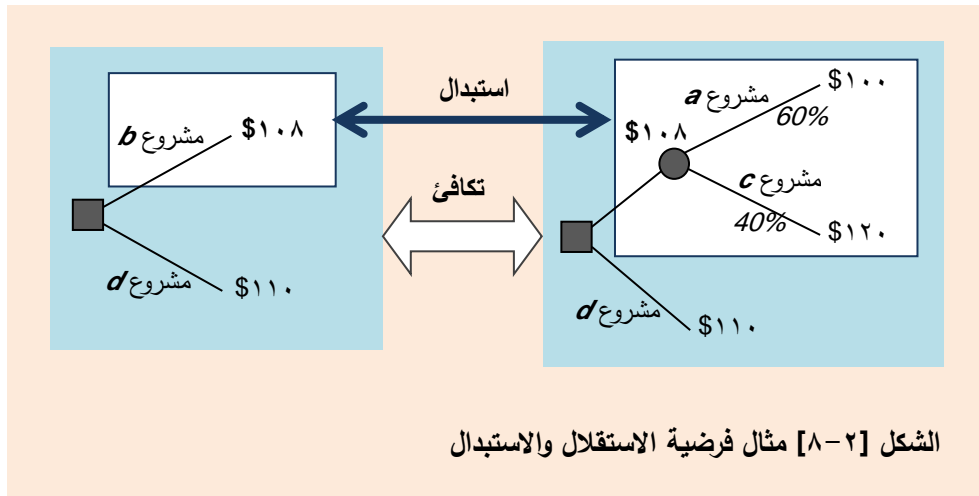 استبدال
تكافئ
مشروع b
$١٠٨
مشروع d
$١١٠
$١٠٨
مشروع a
60%
$١٠٠
مشروع c
40%
$١٢٠
مشروع d
$١١٠
الشكل [٢-٨] مثال فرضية الاستقلال والاستبدال